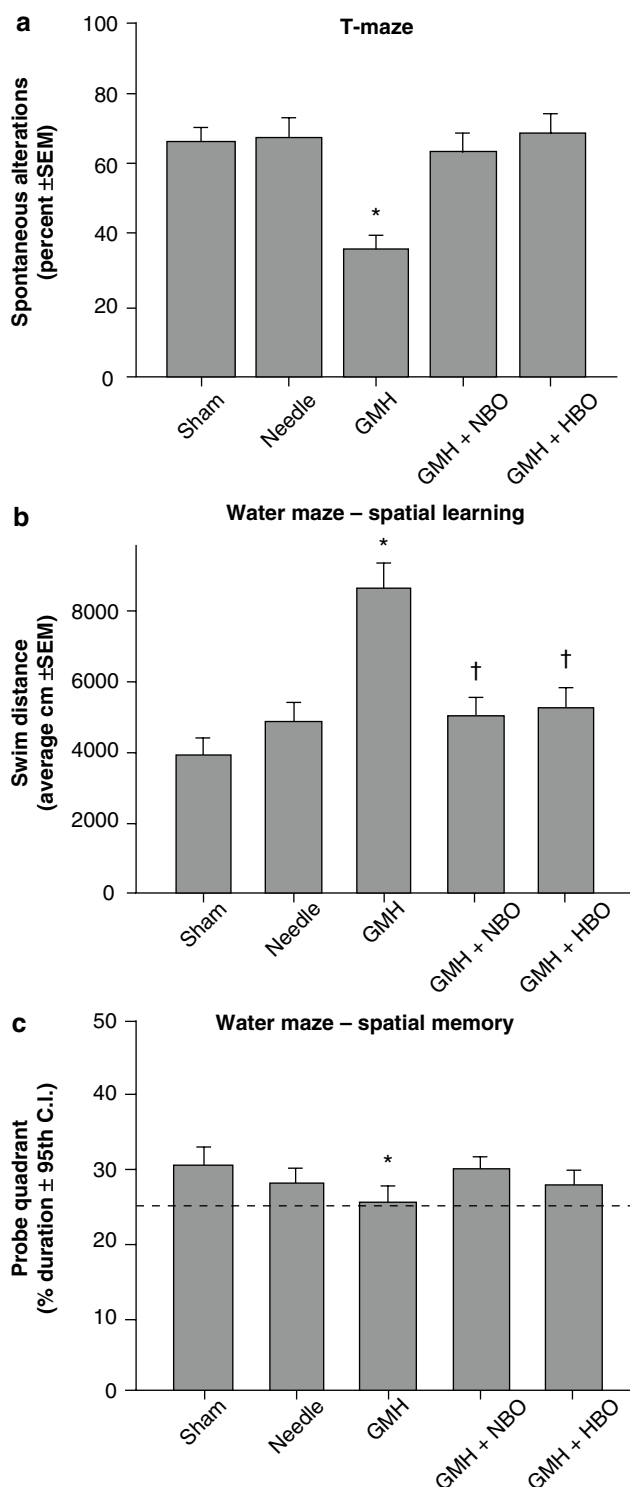 a
T-maze
Spontaneous alterations
(percent ±SEM)
100
80
60
40
20
0
*
Sham
Needle
GMH
GMH + NBO
GMH + HBO
b
Water maze – spatial learning
Swim distance
(average cm ±SEM)
8000
6000
4000
2000
0
*
†
†
Sham
Needle
GMH
GMH + NBO
GMH + HBO
c
Water maze – spatial memory
Probe quadrant
(% duration ± 95th C.I.)
50
40
30
20
10
0
*
Sham
Needle
GMH
GMH + NBO
GMH + HBO